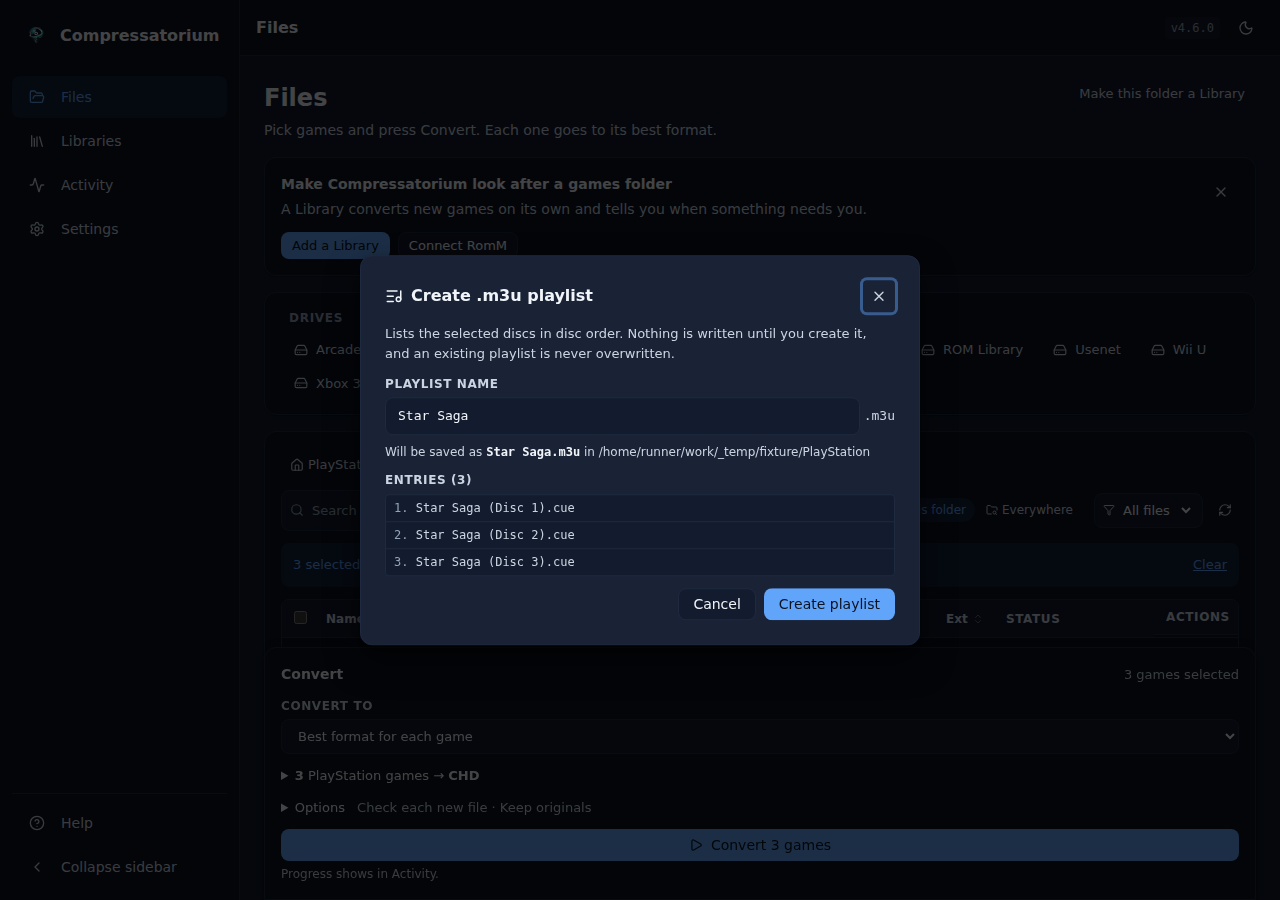 Compressatorium
Files
v4.6.0
Files
Libraries
Activity
Settings
Files
Make this folder a Library
Pick games and press Convert. Each one goes to its best format.
Make Compressatorium look after a games folder
A Library converts new games on its own and tells you when something needs you.
Add a Library
Connect RomM
DRIVES
Arcade
ROM Library
Usenet
Wii U
Xbox 3
Create .m3u playlist
Lists the selected discs in disc order. Nothing is written until you create it,
and an existing playlist is never overwritten.
PLAYLIST NAME
Star Saga
.m3u
Will be saved as Star Saga.m3u in /home/runner/work/_temp/fixture/PlayStation
ENTRIES (3)
1. Star Saga (Disc 1).cue
2. Star Saga (Disc 2).cue
3. Star Saga (Disc 3).cue
Cancel
Create playlist
Search
folder
Everywhere
All files
3 selected
Clear
Ext
STATUS
ACTIONS
Convert
3 games selected
CONVERT TO
Best format for each game
3 PlayStation games → CHD
Options Check each new file · Keep originals
Convert 3 games
Progress shows in Activity.
Help
Collapse sidebar